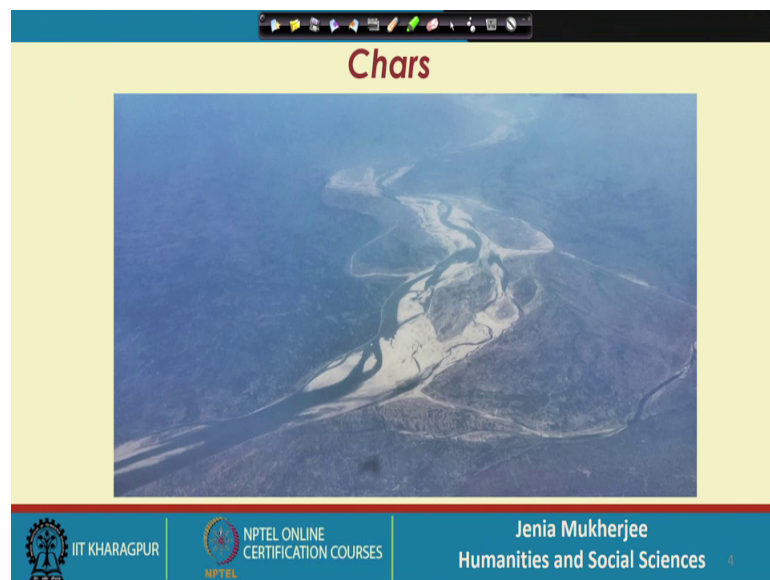 Chars
IIT KHARAGPUR
NPTEL
NPTEL ONLINE
CERTIFICATION COURSES
Jenia Mukherjee
Humanities and Social Sciences
4